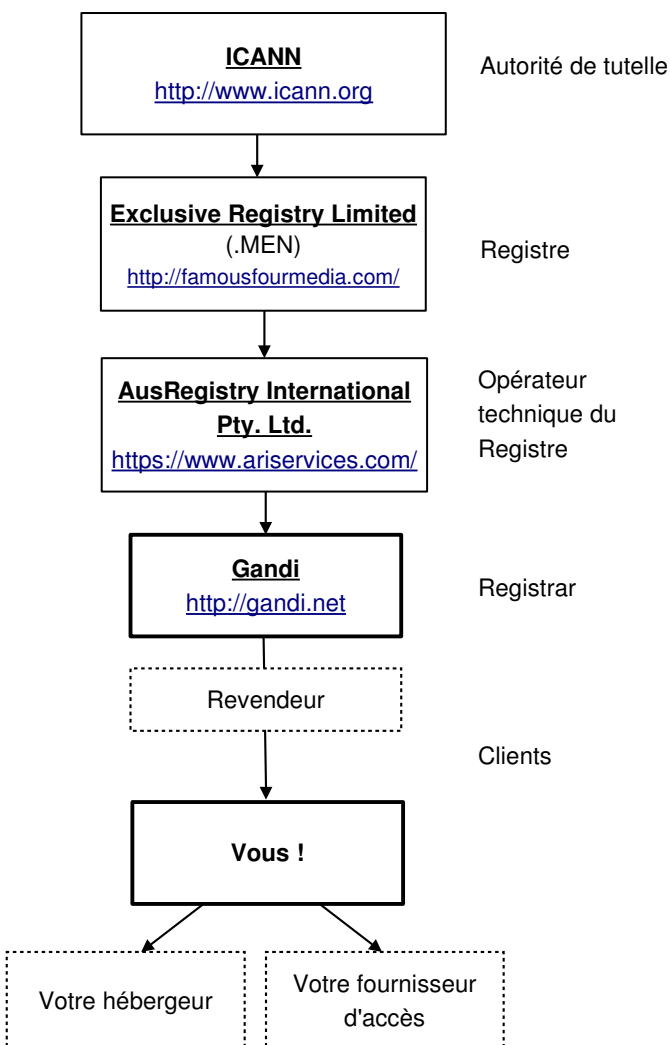 ICANN
http://www.icann.org
Autorité de tutelle
Exclusive Registry Limited
(.MEN)
http://famousfourmedia.com/
Registre
AusRegistry International
Pty. Ltd.
https://www.ariservices.com/
Opérateur
technique du
Registre
Gandi
http://gandi.net
Registrar
Revendeur
Clients
Vous !
Votre hébergeur
Votre fournisseur
d'accès